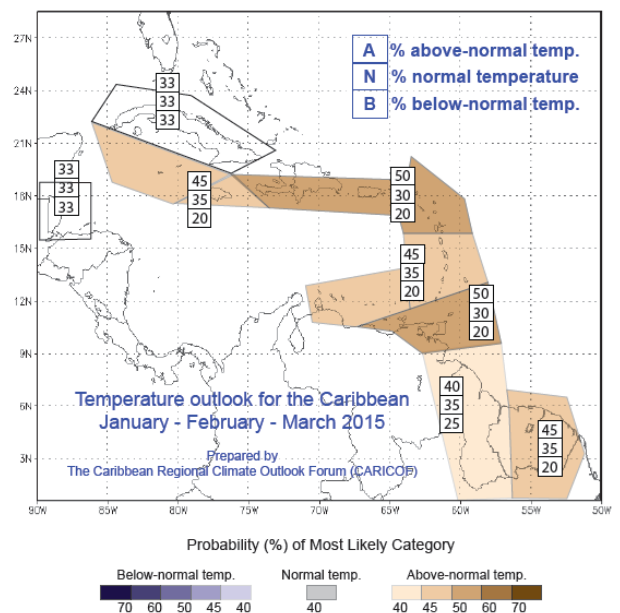 27N
24N
21N
18N
15N
12N
9N
6N
3N
A % above-normal temp.
N % normal temperature
B % below-normal temp.
33
33
33
33
33
33
45
35
20
50
30
20
45
35
20
50
30
20
40
35
25
45
35
20
Temperature outlook for the Caribbean
January - February - March 2015
Prepared by
The Caribbean Regional Climate Outlook Forum (CARICOF)
90W 85W 80W 75W 70W 65W 60W 55W 50W
Probability (%) of Most Likely Category
Below-normal temp. Normal temp. Above-normal temp.
70 60 50 45 40 40 40 45 50 60 70